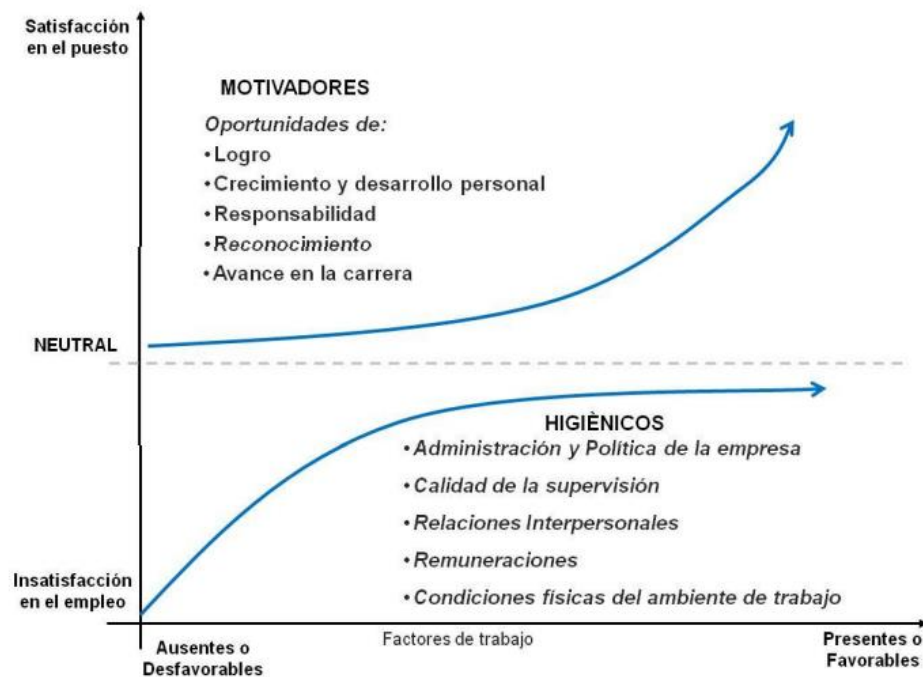 Satisfacción
en el puesto
MOTIVADORES
Oportunidades de:
•Logro
•Crecimiento y desarrollo personal
•Responsabilidad
•Reconocimiento
•Avance en la carrera
NEUTRAL
HIGIÈNICOS
•Administración y Política de la empresa
•Calidad de la supervisión
•Relaciones Interpersonales
•Remuneraciones
•Condiciones físicas del ambiente de trabajo
Insatisfacción
en el empleo
Ausentes o
Desfavorables
Factores de trabajo
Presentes o
Favorables